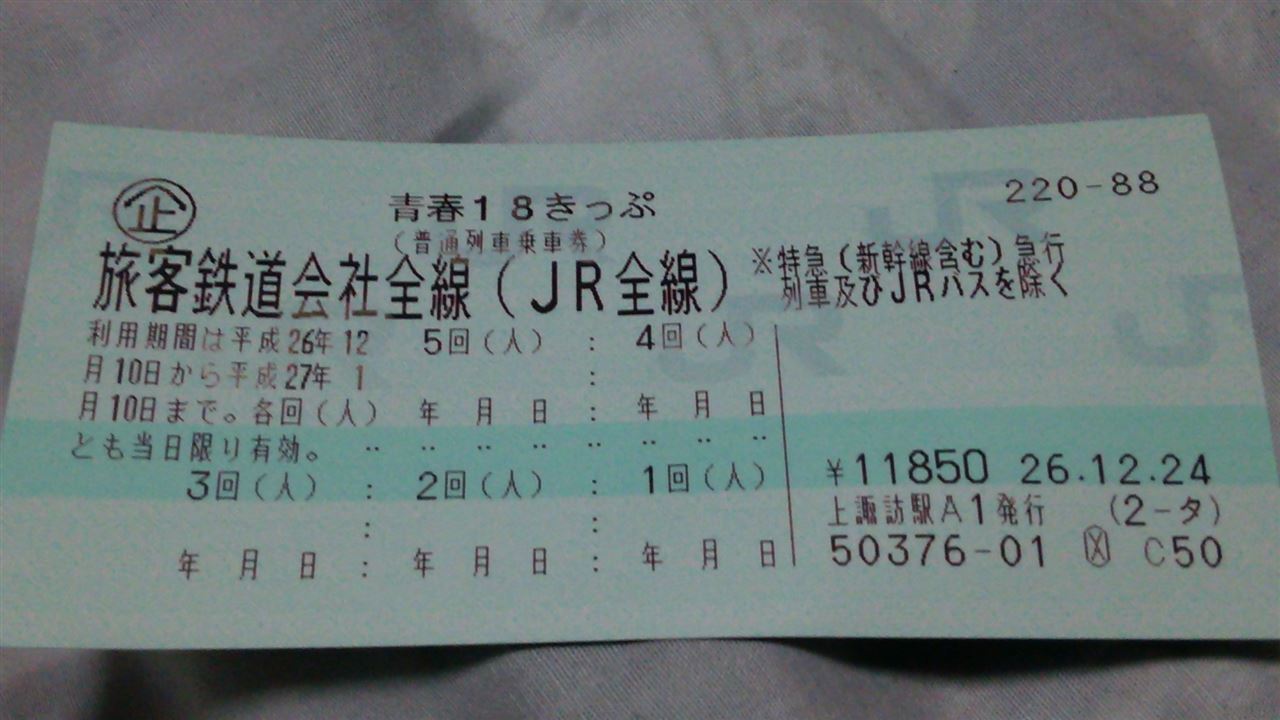 企 青春18きっぷ 220-88
(普通列車乗車券)
旅客鉄道会社全線(JR全線) ※特急(新幹線含む)急行
列車及びJRバスを除く
利用期間は平成26年12 5回(人) : 4回(人)
月10日から平成27年 1 :
月10日まで。各回(人) 年 月 日 : 年 月 日
とも当日限り有効。 ‥ ‥ ‥ ‥ ‥ ‥ ‥ ‥
3回(人) : 2回(人) : 1回(人)
¥11850 26.12.24
: :
上諏訪駅A1発行 (2-タ)
年 月 日 : 年 月 日 : 年 月 日
50376-01 ☒ C50